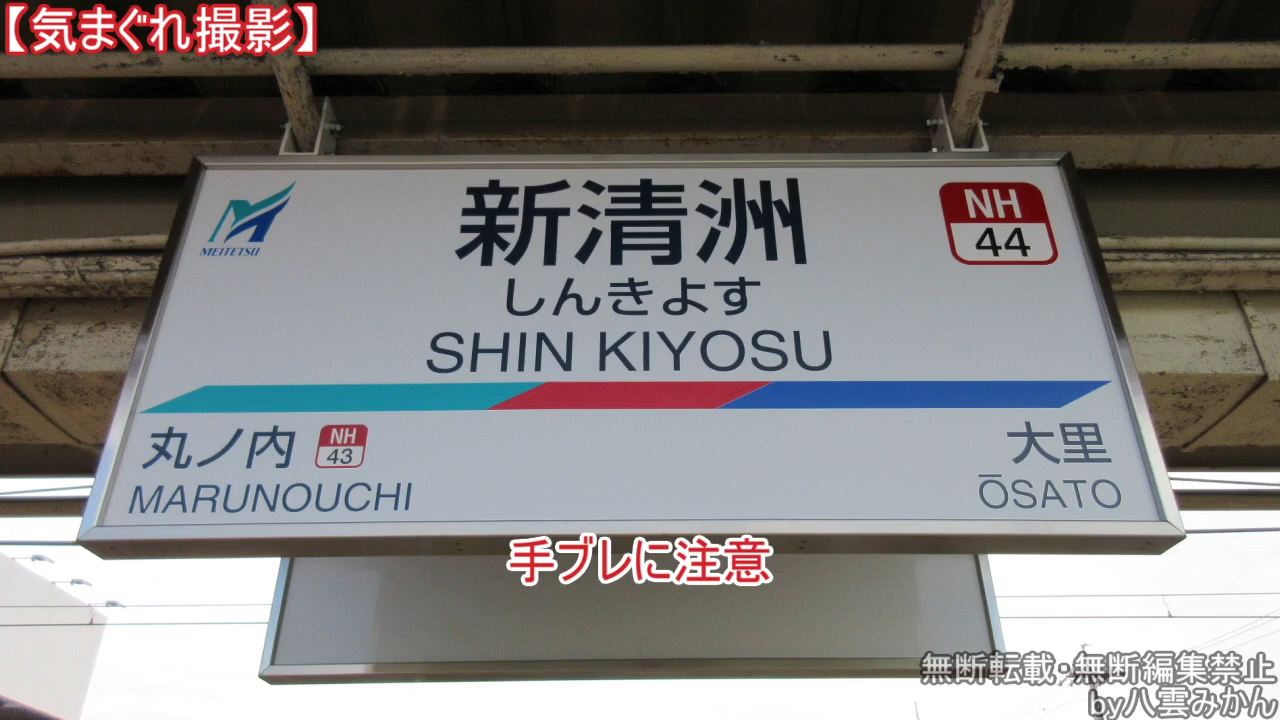 【気まぐれ撮影】
MEITETSU
新清洲
NH
44
しんきよす
SHIN KIYOSU
丸ノ内
NH
43
MARUNOUCHI
大里
ŌSATO
手ブレに注意
無断転載・無断編集禁止
by八雲みかん